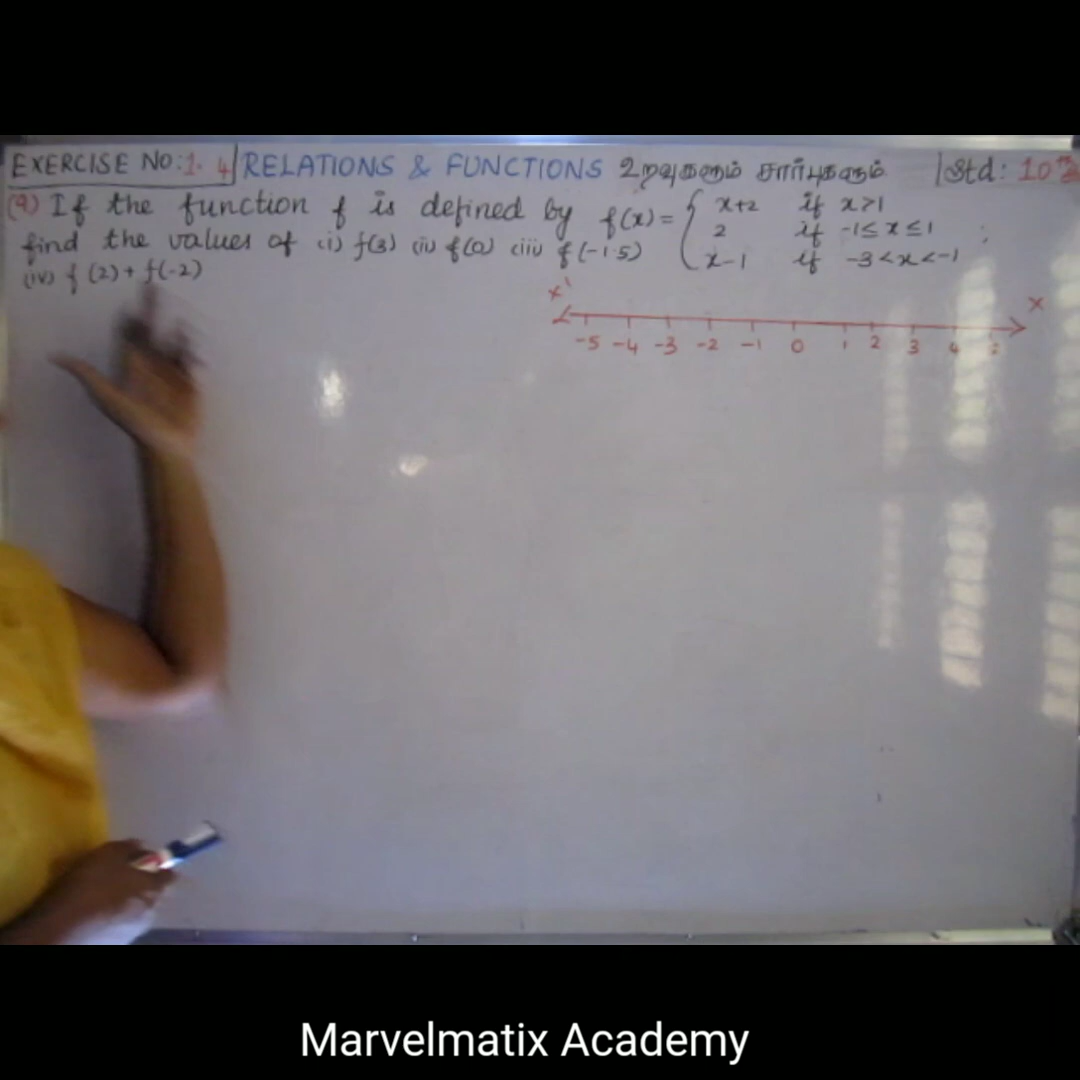 EXERCISE NO: 1.4 RELATIONS & FUNCTIONS உறவுகளும் சார்புகளும் Std: 10
(9) If the function f is defined by f(x) = { x+2 if x>1
2 if -1≤x≤1 ;
x-1 if -3<x<-1
find the values of (i) f(3) (ii) f(0) (iii) f(-1.5)
(iv) f(2) + f(-2)
x' x
-5 -4 -3 -2 -1 0 1 2 3 4
Marvelmatix Academy